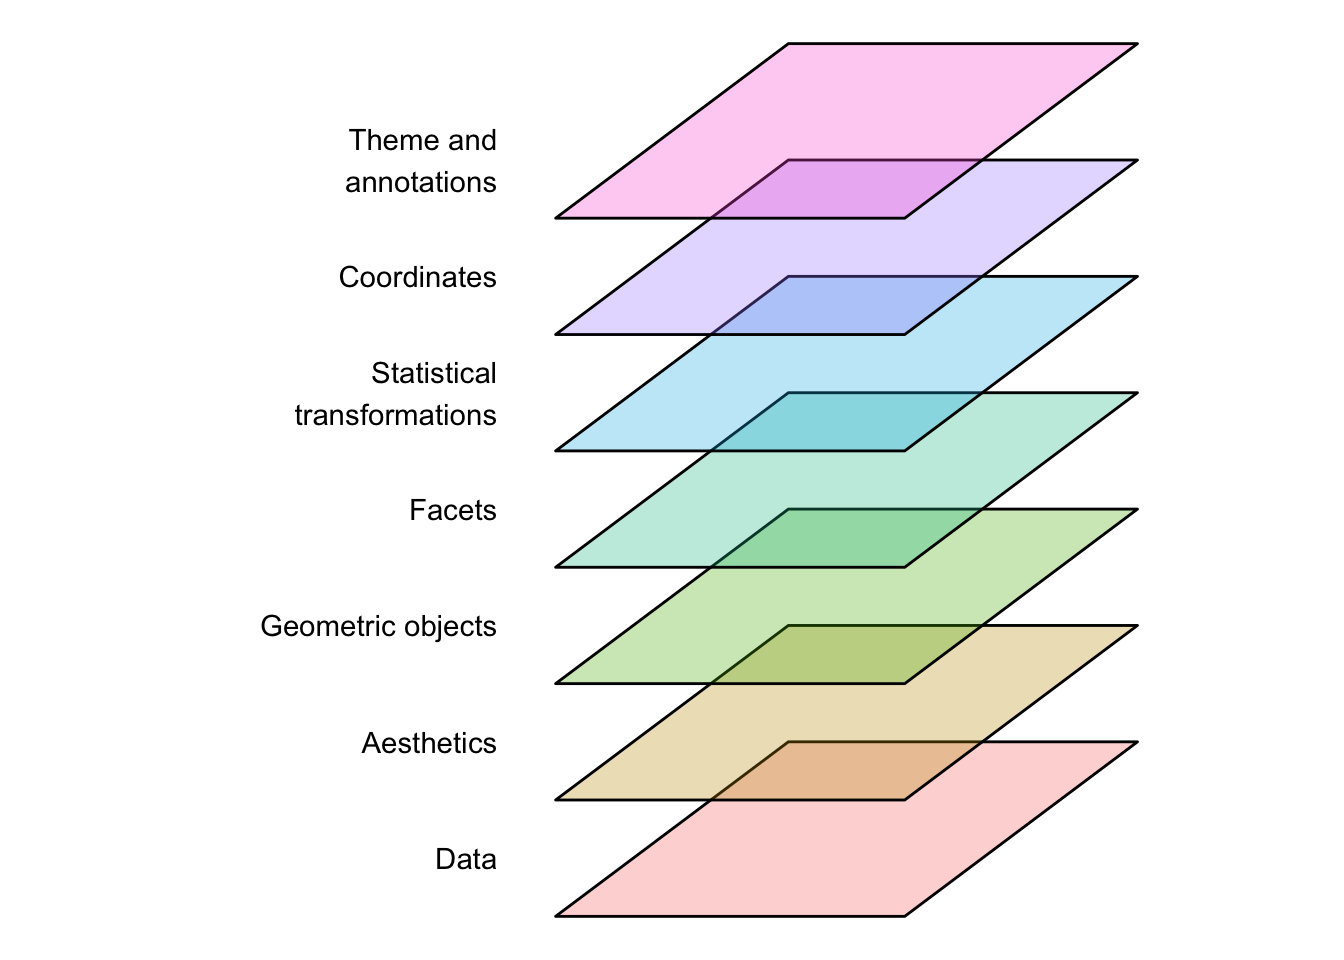 Theme and
annotations
Coordinates
Statistical
transformations
Facets
Geometric objects
Aesthetics
Data